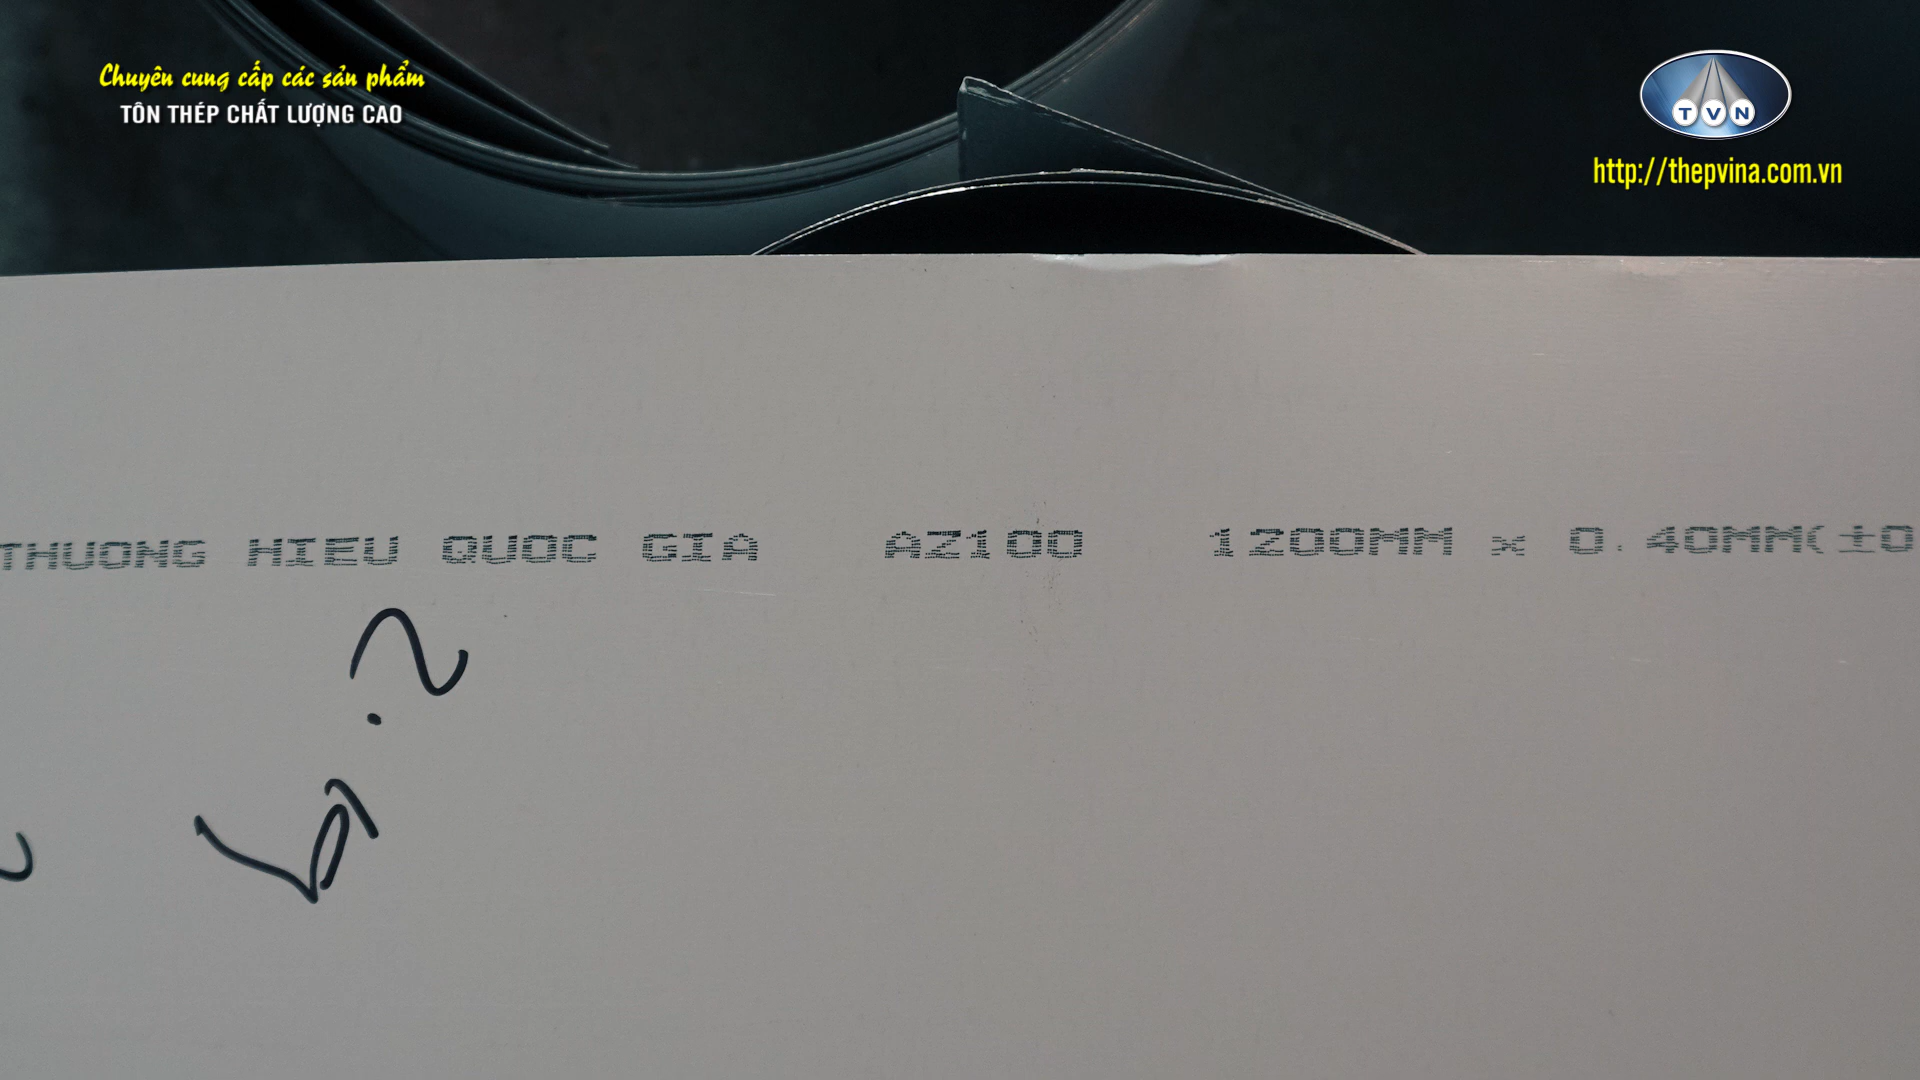 Chuyên cung cấp các sản phẩm
TÔN THÉP CHẤT LƯỢNG CAO
TVN
http://thepvina.com.vn
THUONG HIEU QUOC GIA AZ100 1200MM x 0.40MM(±0